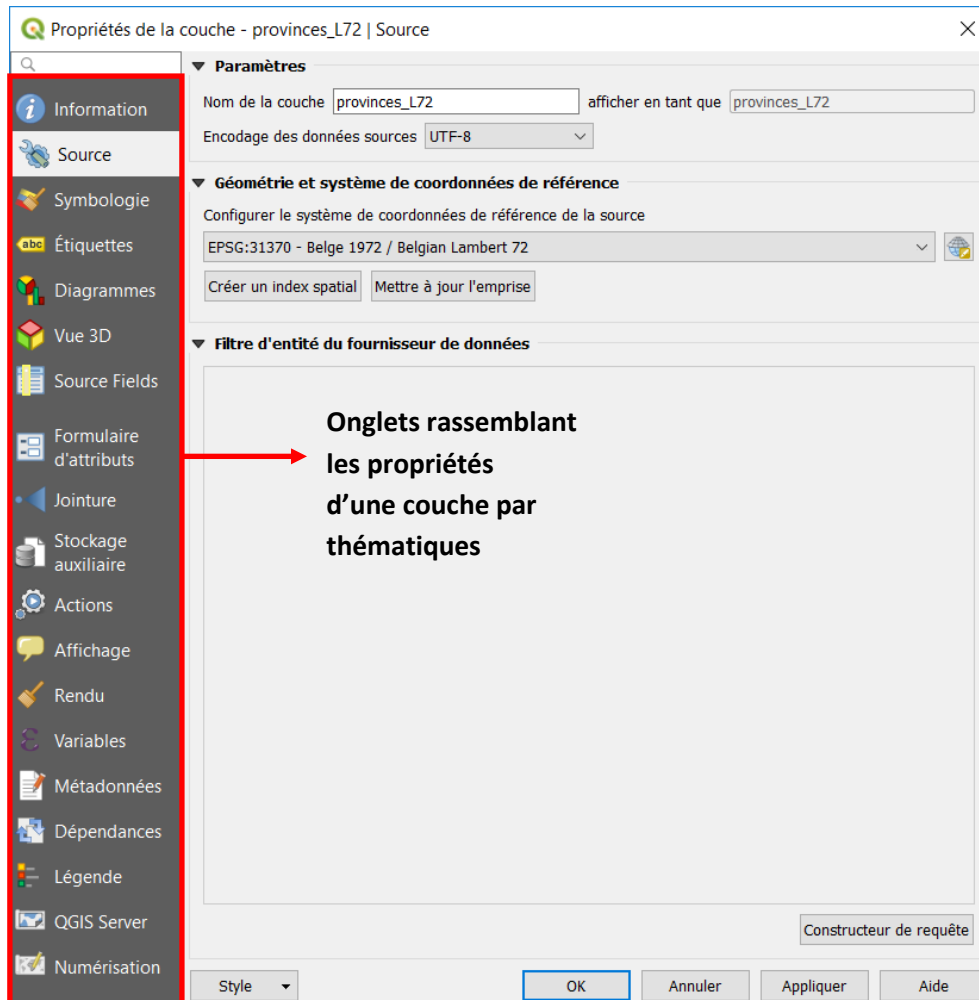 Propriétés de la couche - provinces_L72 | Source
Information
Source
Symbologie
abc Étiquettes
Diagrammes
Vue 3D
Source Fields
Formulaire
d'attributs
Jointure
Stockage
auxiliaire
Actions
Affichage
Rendu
Variables
Métadonnées
Dépendances
Légende
QGIS Server
Numérisation
Paramètres
Nom de la couche provinces_L72 afficher en tant que provinces_L72
Encodage des données sources UTF-8
Géométrie et système de coordonnées de référence
Configurer le système de coordonnées de référence de la source
EPSG:31370 - Belge 1972 / Belgian Lambert 72
Créer un index spatial Mettre à jour l'emprise
Filtre d'entité du fournisseur de données
Onglets rassemblant
les propriétés
d’une couche par
thématiques
Constructeur de requête
Style OK Annuler Appliquer Aide